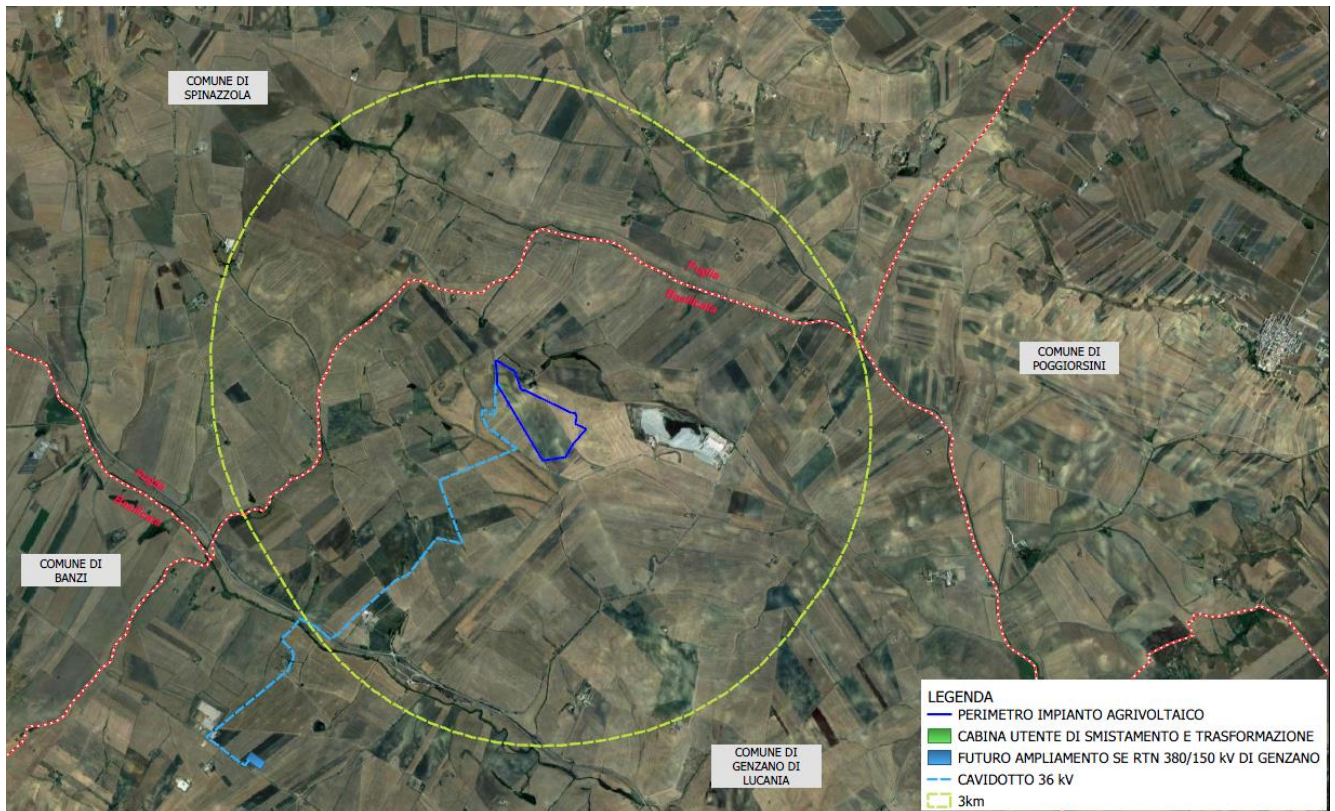 COMUNE DI
SPINAZZOLA
Puglia
Basilicata
COMUNE DI
POGGIORSINI
Puglia
Basilicata
COMUNE DI
BANZI
COMUNE DI
GENZANO DI
LUCANIA
LEGENDA
PERIMETRO IMPIANTO AGRIVOLTAICO
CABINA UTENTE DI SMISTAMENTO E TRASFORMAZIONE
FUTURO AMPLIAMENTO SE RTN 380/150 kV DI GENZANO
CAVIDOTTO 36 kV
3km